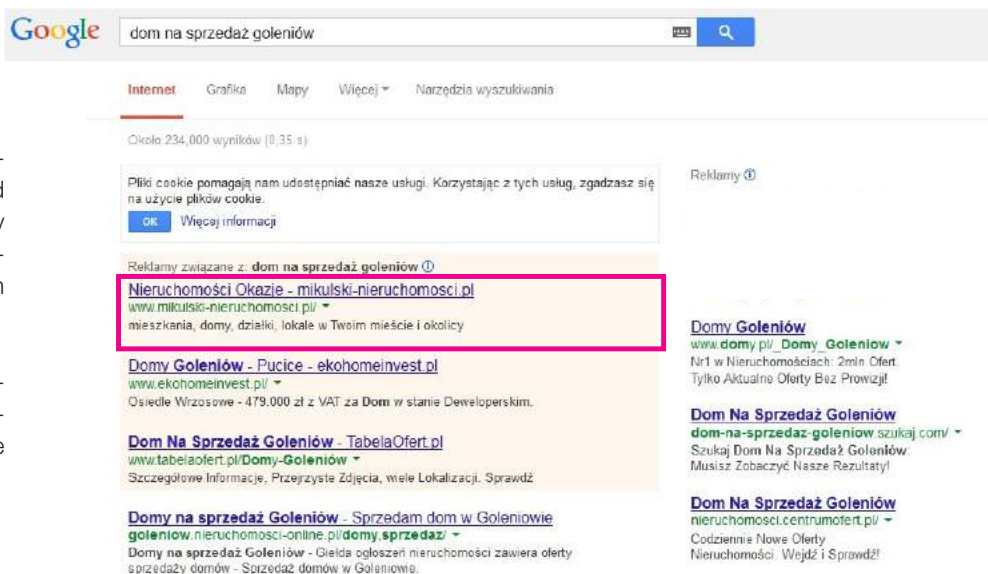 Google
dom na sprzedaż goleniów
Internet Grafika Mapy Więcej Narzędzia wyszukiwania
Około 234,000 wyników (0,35 s)
Pliki cookie pomagają nam udostępniać nasze usługi. Korzystając z tych usług, zgadzasz się
na użycie plików cookie.
OK Więcej informacji
Reklamy związane z: dom na sprzedaż goleniów
Nieruchomości Okazje - mikulski-nieruchomosci.pl
www.mikulski-nieruchomosci.pl/
mieszkania, domy, działki, lokale w Twoim mieście i okolicy
Domy Goleniów - Pucice - ekohomeinvest.pl
www.ekohomeinvest.pl/
Osiedle Wrzosowe - 479.000 zł z VAT za Dom w stanie Deweloperskim.
Dom Na Sprzedaż Goleniów - TabelaOfert.pl
www.tabelaofert.pl/Domy-Goleniów
Szczegółowe Informacje, Przejrzyste Zdjęcia, wiele Lokalizacji. Sprawdź
Domy na sprzedaż Goleniów - Sprzedam dom w Goleniowie
goleniow.nieruchomosci-online.pl/domy,sprzedaz/
Domy na sprzedaż Goleniów - Giełda ogłoszeń nieruchomości zawiera oferty
sprzedaży domów - Sprzedaż domów w Goleniowie.
Reklamy
Domy Goleniów
www.domy.pl/_Domy_Goleniow
Nr1 w Nieruchomościach: 2mln Ofert.
Tylko Aktualne Oferty Bez Prowizji!
Dom Na Sprzedaż Goleniów
dom-na-sprzedaz-goleniow.szukaj.com/
Szukaj Dom Na Sprzedaż Goleniów.
Musisz Zobaczyć Nasze Rezultaty!
Dom Na Sprzedaż Goleniów
nieruchomosci.centrumofert.pl/
Codziennie Nowe Oferty
Nieruchomości. Wejdź i Sprawdź!